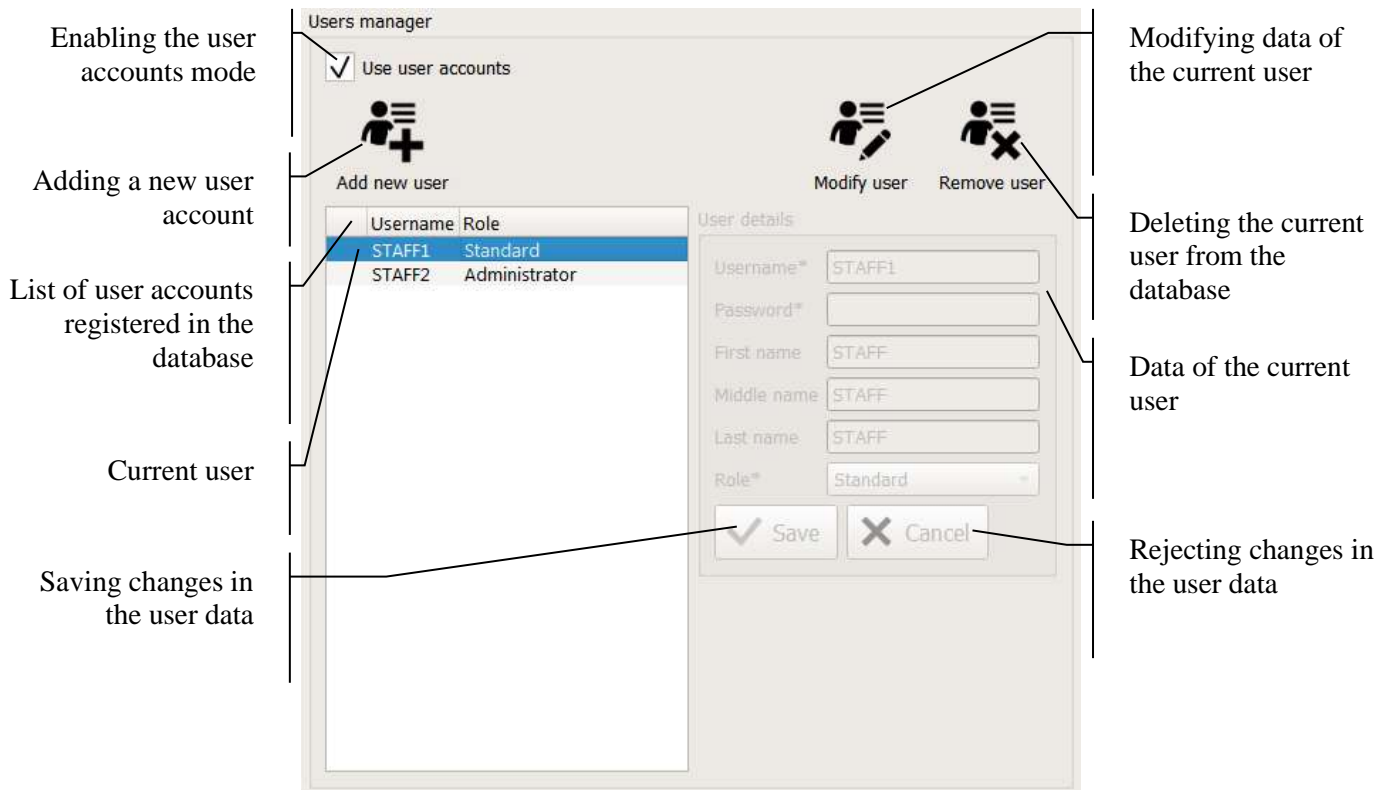 Enabling the user
accounts mode
Adding a new user
account
List of user accounts
registered in the
database
Current user
Saving changes in
the user data
Users manager
Use user accounts
Add new user
Modify user
Remove user
Username Role
STAFF1 Standard
STAFF2 Administrator
User details
Username* STAFF1
Password*
First name STAFF
Middle name STAFF
Last name STAFF
Role* Standard
Save
Cancel
Modifying data of
the current user
Deleting the current
user from the
database
Data of the current
user
Rejecting changes in
the user data